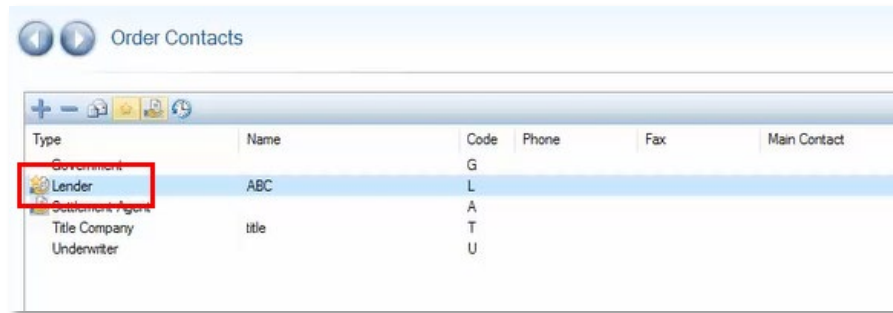 Order Contacts
Type Name Code Phone Fax Main Contact
Government G
Lender ABC L
Settlement Agent A
Title Company title T
Underwriter U